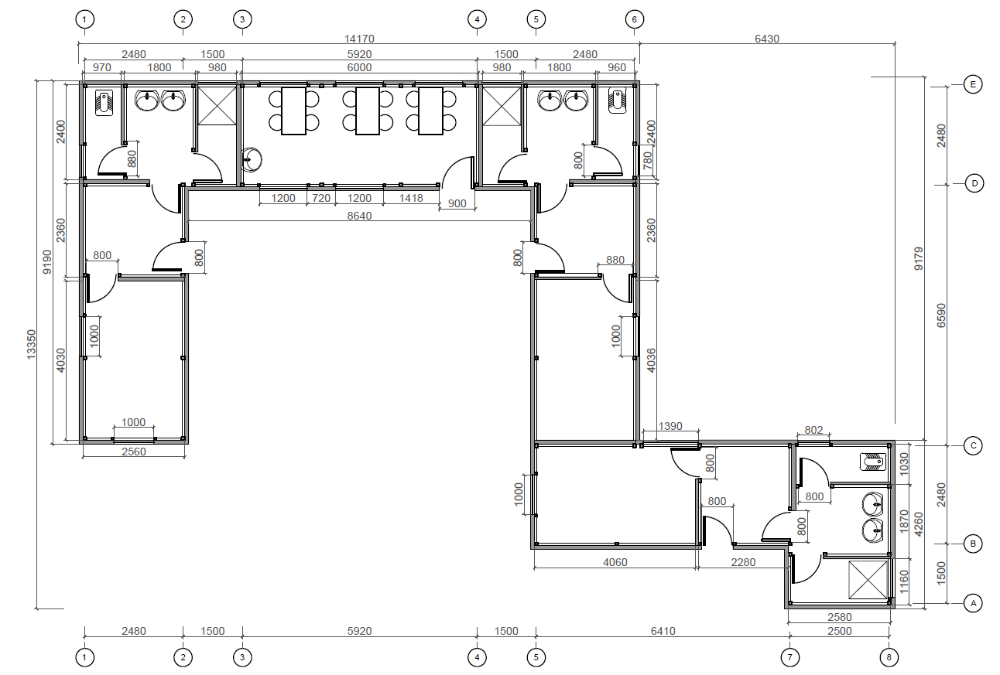 1 2 3 4 5 6
14170 6430
2480 1500 5920 1500 2480
970 1800 980 6000 980 1800 960
E
2400 880 800 2400 780 2480
D
1200 720 1200 1418 900
8640
2360 800 800 800 880 2360
9190 9179
13350 4030 1000 1000 4036 6590
1000
2560
1390 802
C
800 1030
1000 800 800 800 1870 4260 2480
B
4060 2280 1160 1500
A
2580
2480 1500 5920 1500 6410 2500
1 2 3 4 5 7 8